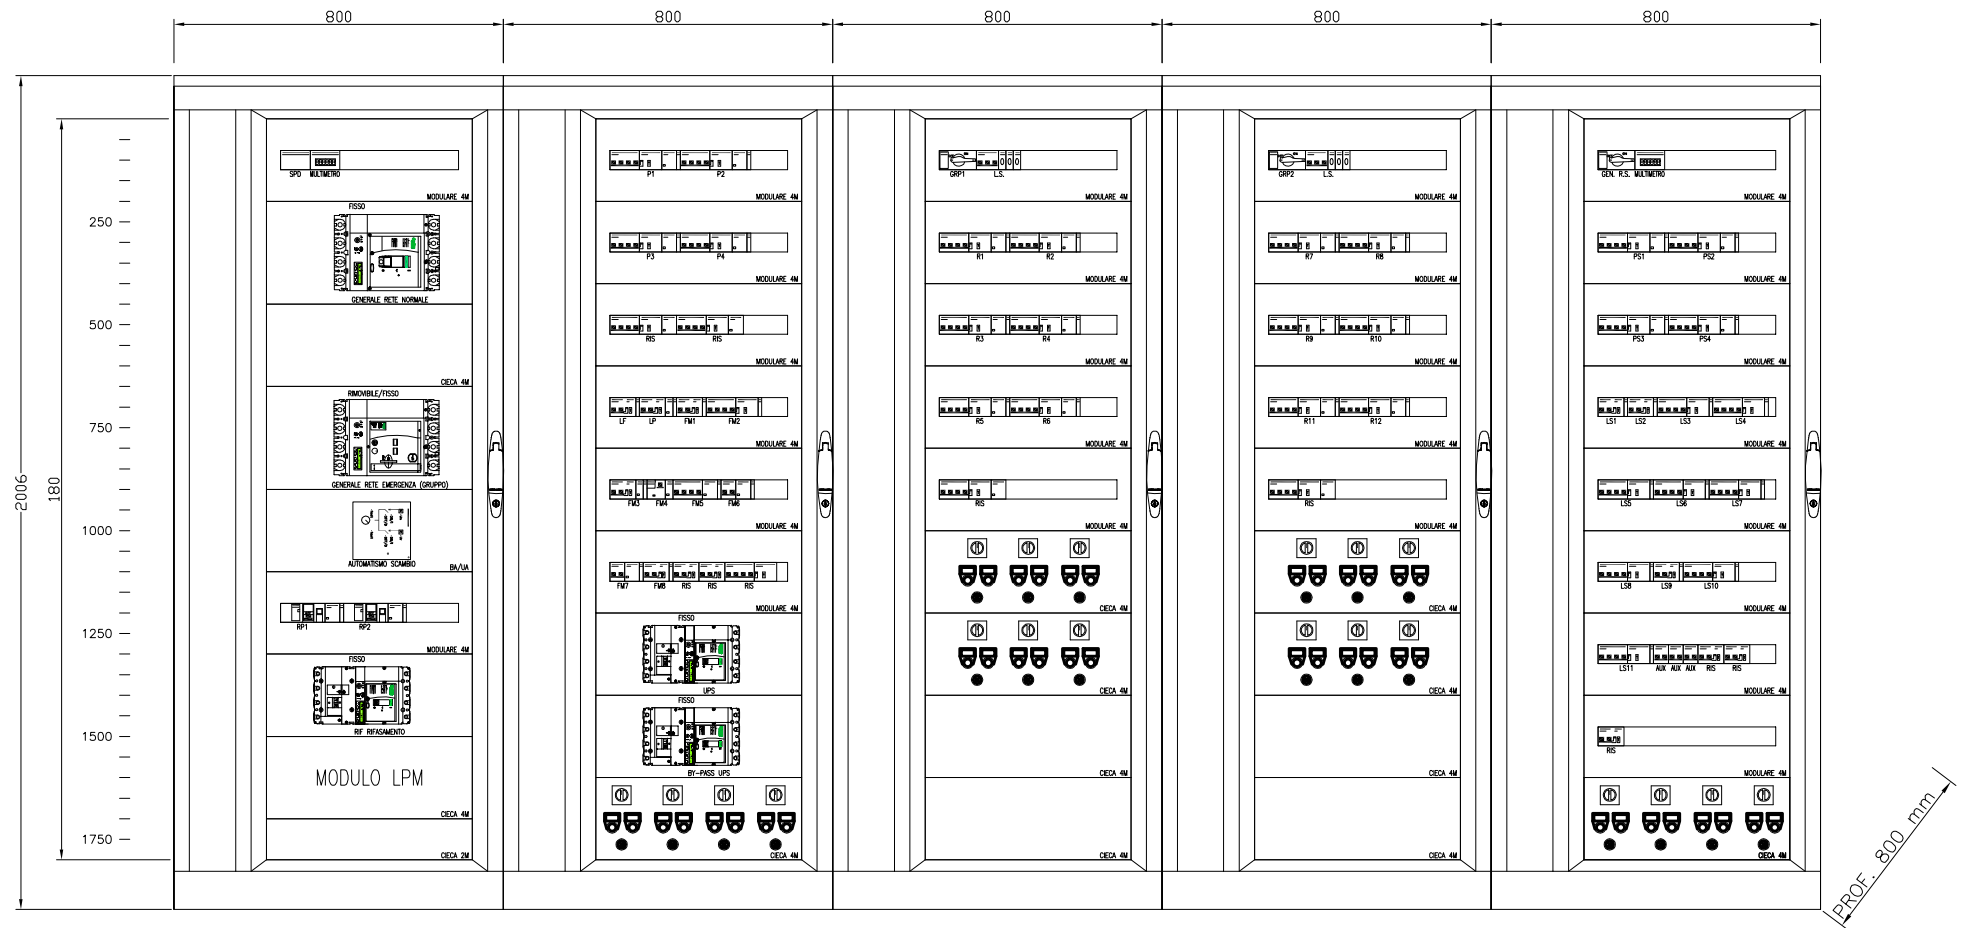 800 800 800 800 800
2006
180
250
500
750
1000
1250
1500
1750
SPD MULTIMETRO
MODULARE 4M
FISSO
GENERALE RETE NORMALE
CIECA 4M
RIMOVIBILE/FISSO
GENERALE RETE EMERGENZA (GRUPPO)
AUTOMATISMO SCAMBIO
BA/UA
RP1 RP2
MODULARE 4M
FISSO
RIF RIFASAMENTO
MODULO LPM
CIECA 4M
CIECA 2M
P1 P2
MODULARE 4M
P3 P4
MODULARE 4M
RIS RIS
MODULARE 4M
LF LP FM1 FM2
MODULARE 4M
FM3 FM4 FM5 FM6
MODULARE 4M
FM7 FM8 RIS RIS RIS
MODULARE 4M
FISSO
UPS
CIECA 4M
FISSO
BY-PASS UPS
CIECA 4M
CIECA 4M
GRP1 L.S.
MODULARE 4M
R1 R2
MODULARE 4M
R3 R4
MODULARE 4M
R5 R6
MODULARE 4M
RIS
MODULARE 4M
CIECA 4M
CIECA 4M
CIECA 4M
CIECA 4M
GRP2 L.S.
MODULARE 4M
R7 R8
MODULARE 4M
R9 R10
MODULARE 4M
R11 R12
MODULARE 4M
RIS
MODULARE 4M
CIECA 4M
CIECA 4M
CIECA 4M
CIECA 4M
GEN. R.S. MULTIMETRO
MODULARE 4M
PS1 PS2
MODULARE 4M
PS3 PS4
MODULARE 4M
LS1 LS2 LS3 LS4
MODULARE 4M
LS5 LS6 LS7
MODULARE 4M
LS8 LS9 LS10
MODULARE 4M
LS11 AUX AUX AUX RIS RIS
MODULARE 4M
RIS
MODULARE 4M
CIECA 4M
PROF. 800 mm